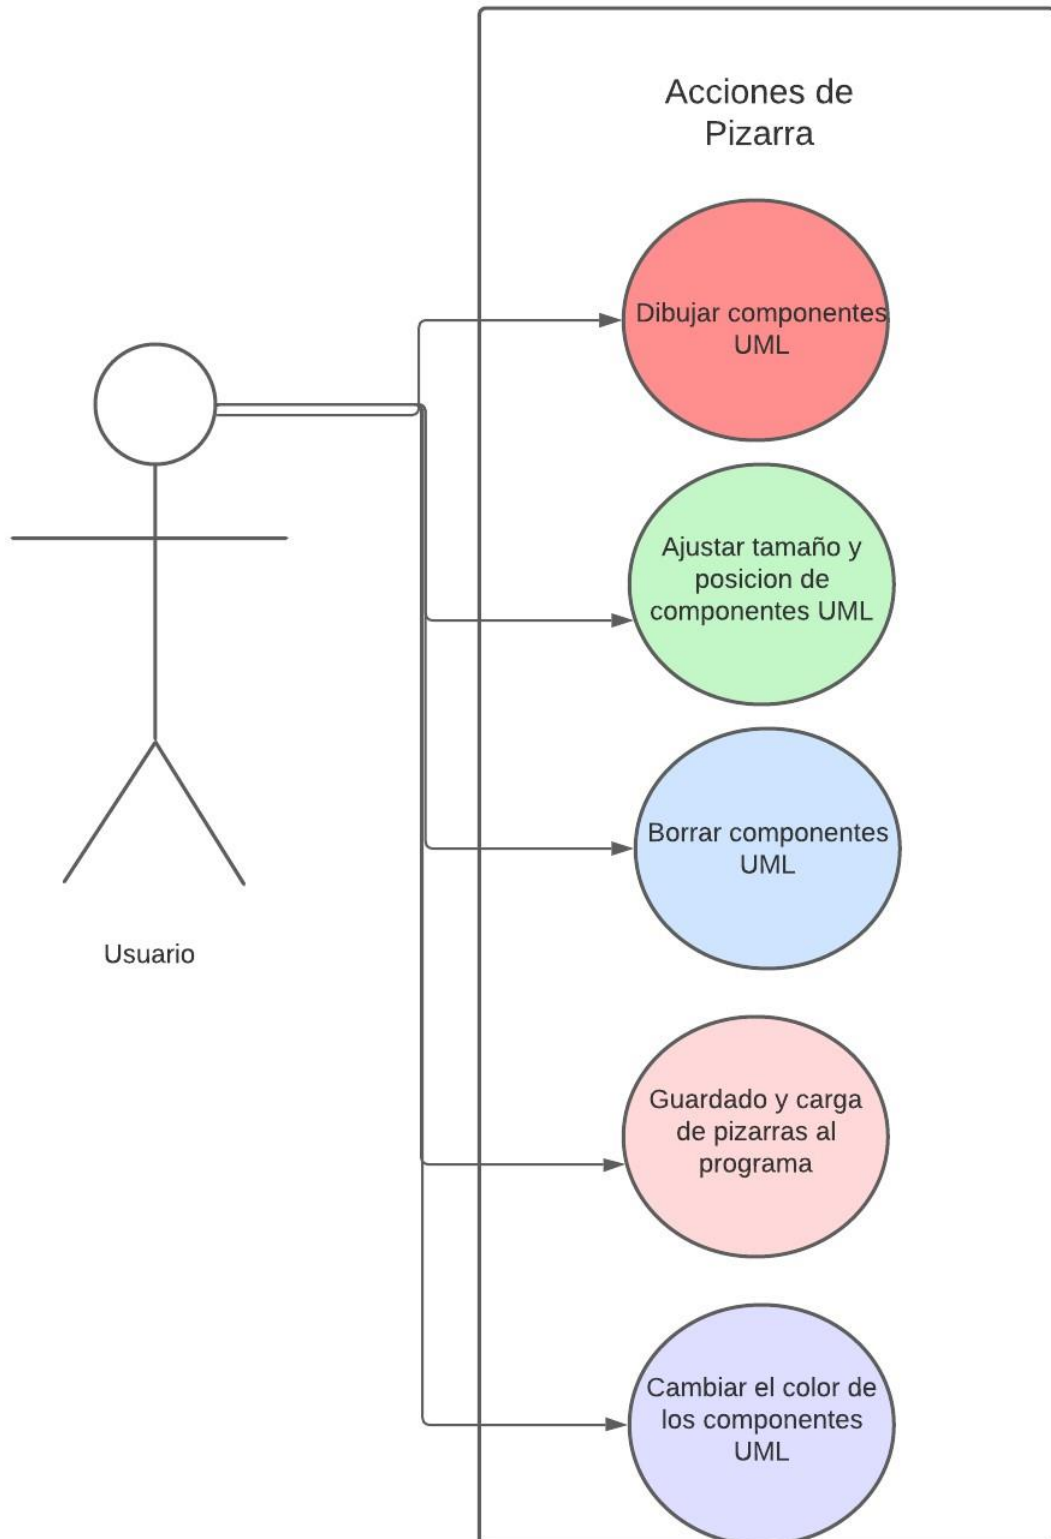 Acciones de
Pizarra
Dibujar componentes
UML
Ajustar tamaño y
posicion de
componentes UML
Borrar componentes
UML
Usuario
Guardado y carga
de pizarras al
programa
Cambiar el color de
los componentes
UML